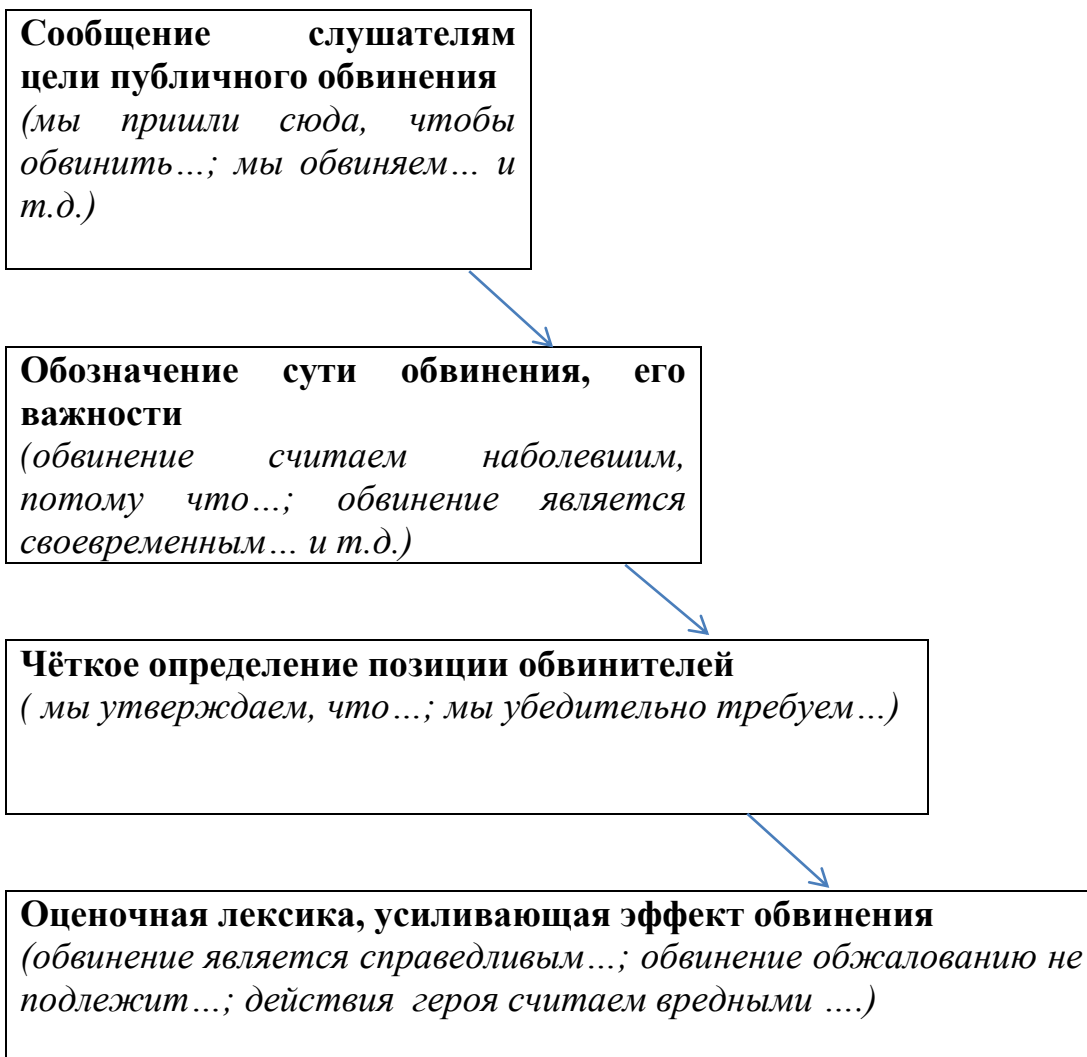 Сообщение слушателям
цели публичного обвинения
(мы пришли сюда, чтобы
обвинить…; мы обвиняем… и
т.д.)
Обозначение сути обвинения, его
важности
(обвинение считаем наболевшим,
потому что…; обвинение является
своевременным… и т.д.)
Чёткое определение позиции обвинителей
( мы утверждаем, что…; мы убедительно требуем…)
Оценочная лексика, усиливающая эффект обвинения
(обвинение является справедливым…; обвинение обжалованию не
подлежит…; действия героя считаем вредными ….)